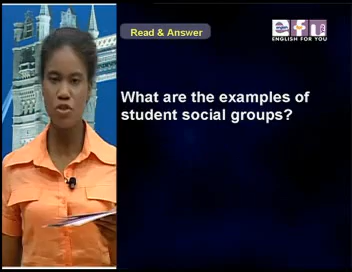 Read & Answer
efu
ENGLISH FOR YOU
What are the examples of
student social groups?